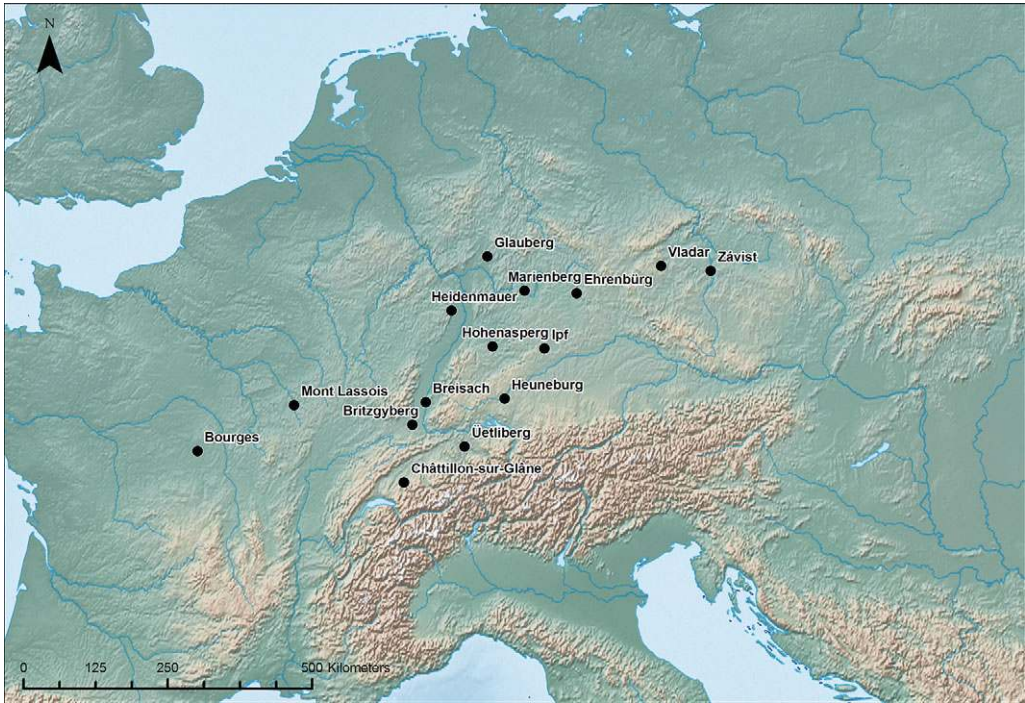 N
Glauberg
Vladar
Závist
Marienberg
Ehrenbürg
Heidenmauer
Hohenasperg
Ipf
Mont Lassois
Breisach
Heuneburg
Britzgyberg
Bourges
Üetliberg
Châttillon-sur-Glâne
0 125 250 500 Kilometers